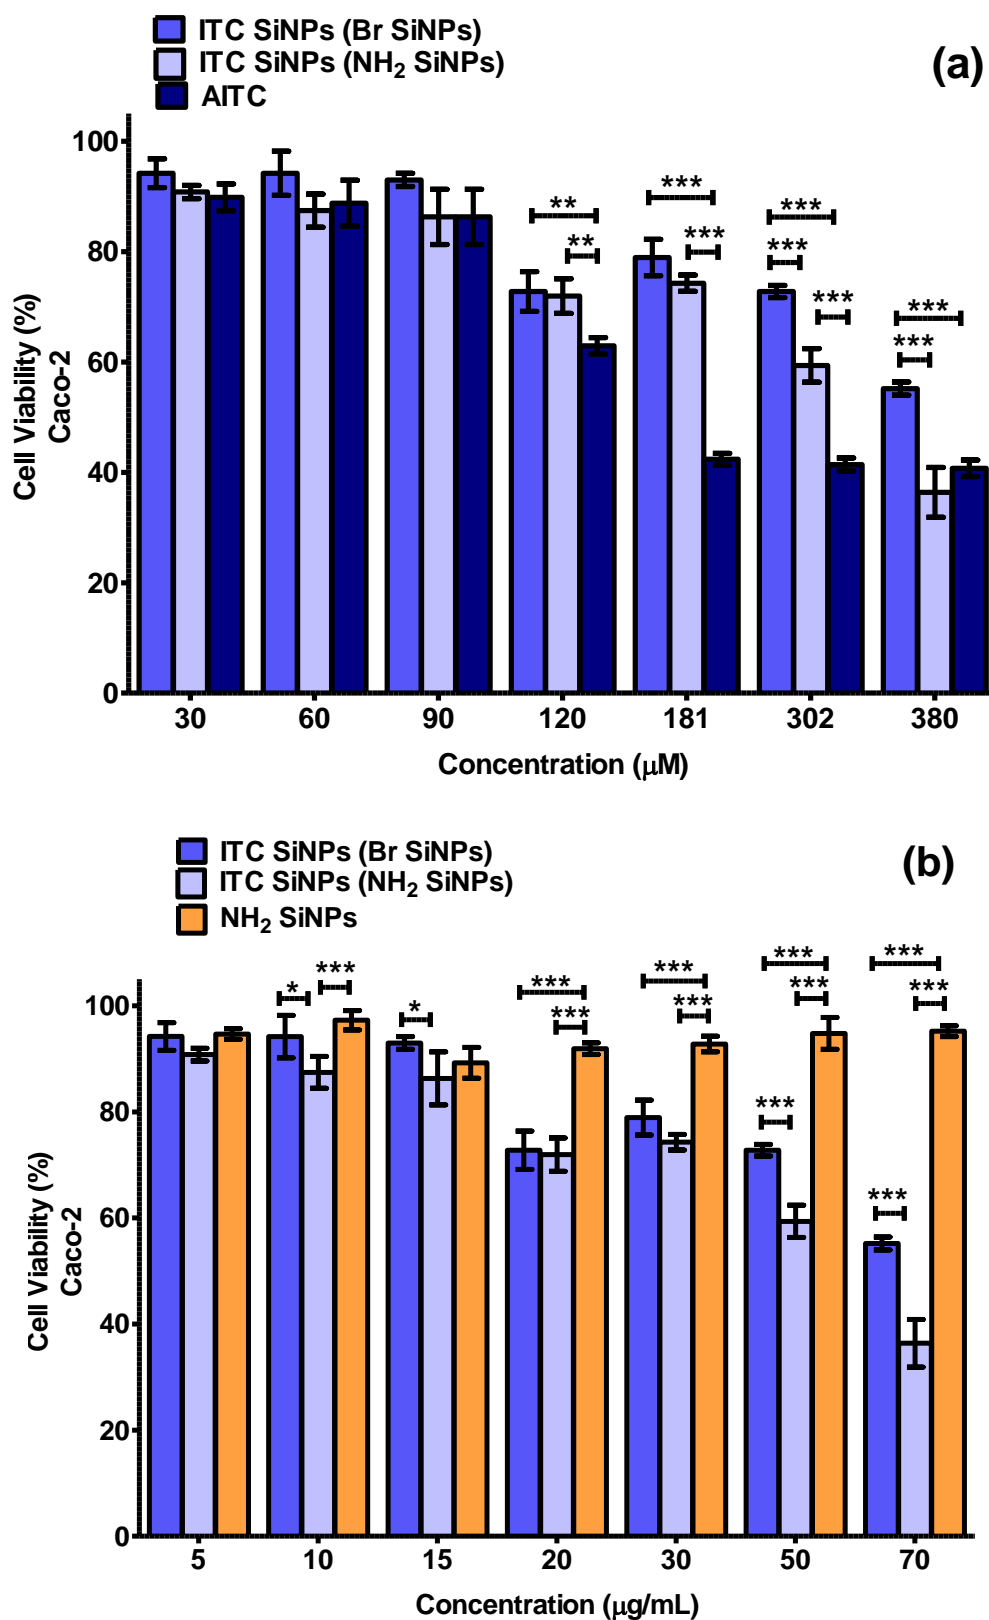 ITC SiNPs (Br SiNPs)
ITC SiNPs (NH₂ SiNPs)
AITC
(a)
Cell Viability (%)
Caco-2
100
80
60
40
20
0
** ** *** *** *** *** *** *** ***
30 60 90 120 181 302 380
Concentration (μM)
ITC SiNPs (Br SiNPs)
ITC SiNPs (NH₂ SiNPs)
NH₂ SiNPs
(b)
Cell Viability (%)
Caco-2
100
80
60
40
20
0
* *** * *** *** *** *** *** *** *** *** *** ***
5 10 15 20 30 50 70
Concentration (μg/mL)